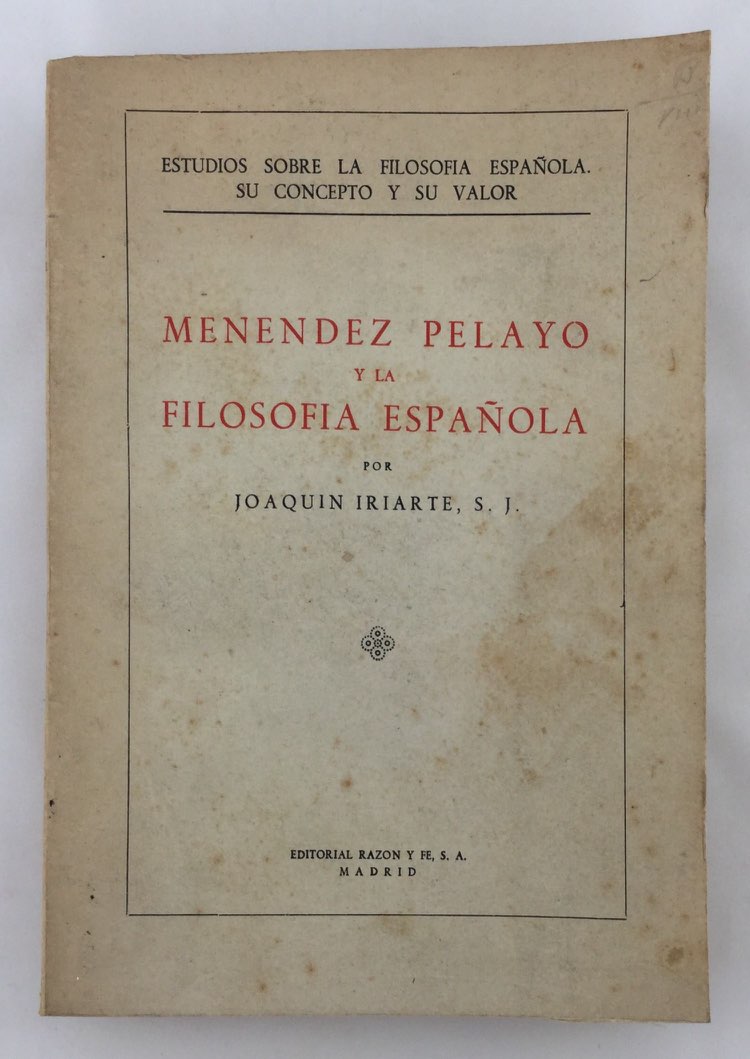 ESTUDIOS SOBRE LA FILOSOFIA ESPAÑOLA.
SU CONCEPTO Y SU VALOR
MENENDEZ PELAYO
Y LA
FILOSOFIA ESPAÑOLA
POR
JOAQUIN IRIARTE, S. J.
EDITORIAL RAZON Y FE, S. A.
MADRID